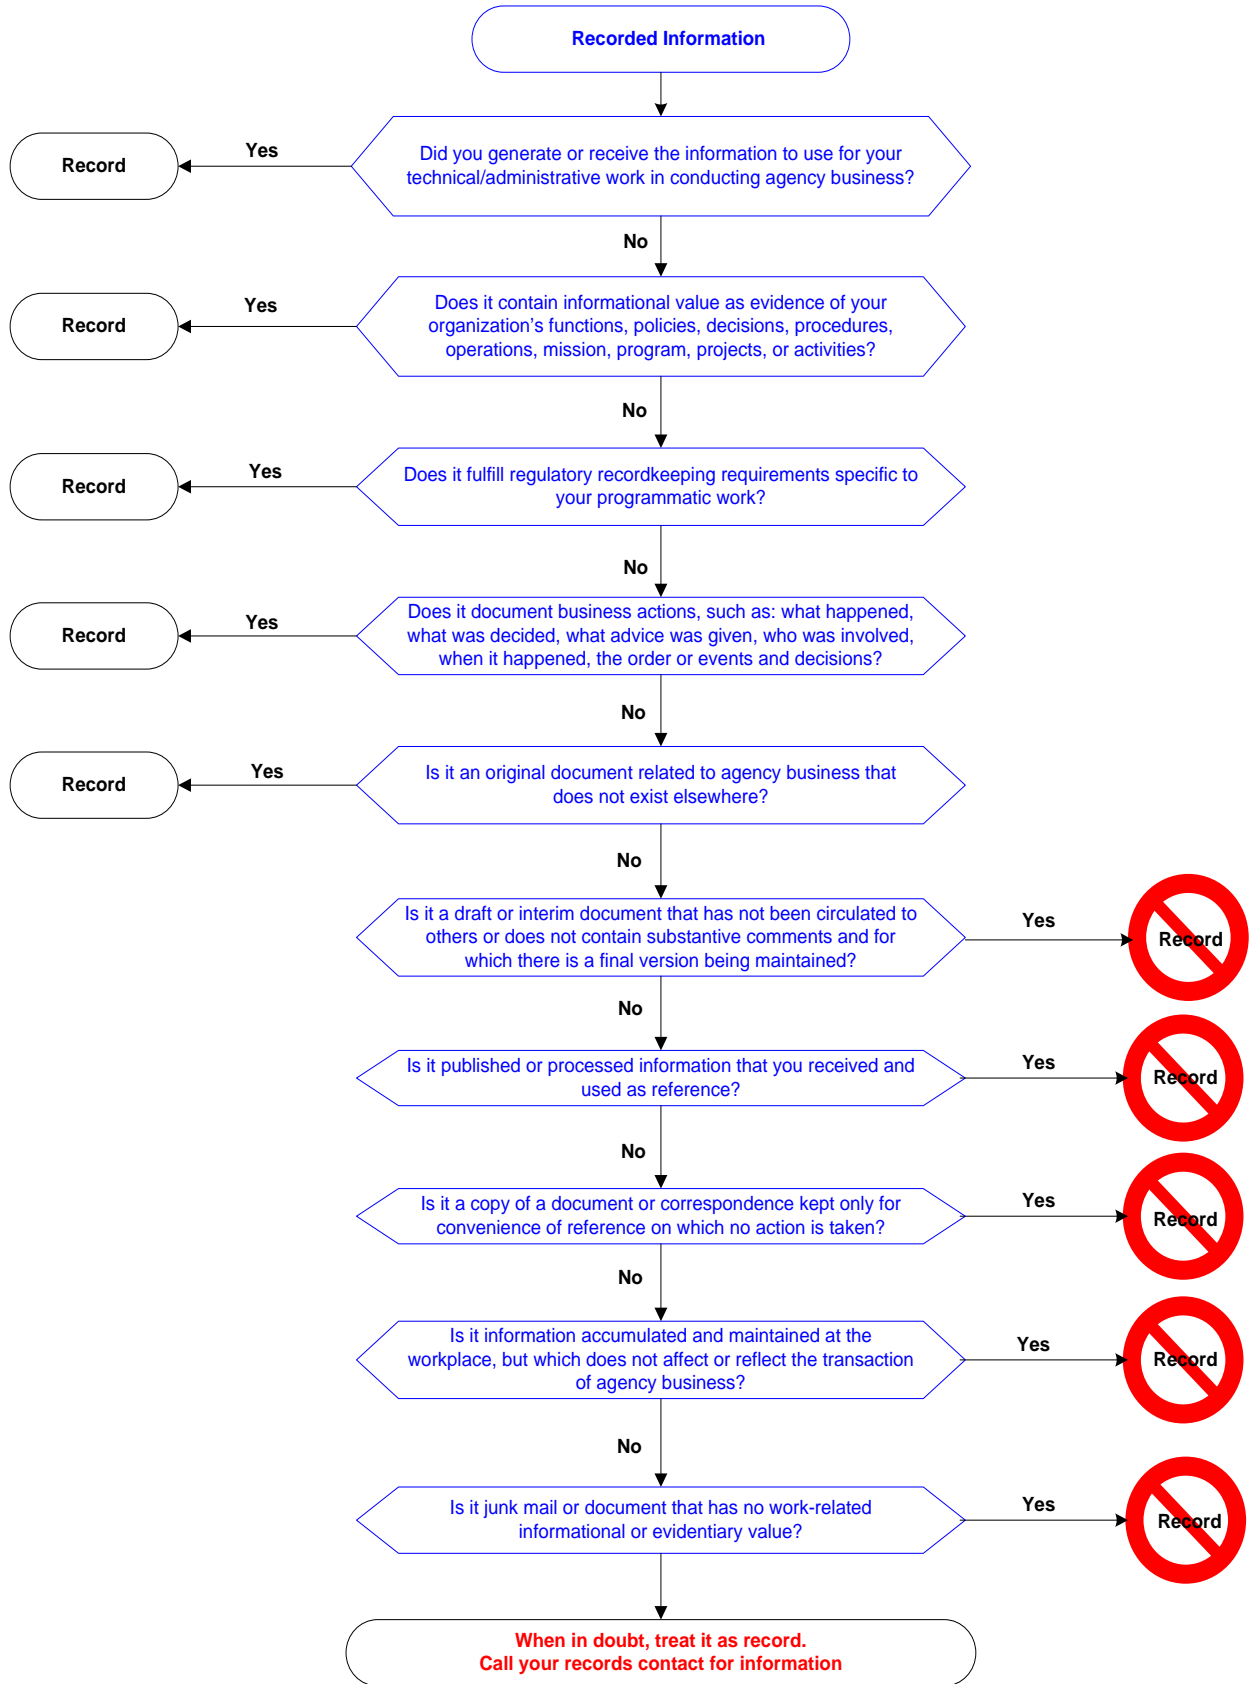 Recorded Information
Did you generate or receive the information to use for your
technical/administrative work in conducting agency business?
Yes
Record
No
Does it contain informational value as evidence of your
organization’s functions, policies, decisions, procedures,
operations, mission, program, projects, or activities?
Yes
Record
No
Does it fulfill regulatory recordkeeping requirements specific to
your programmatic work?
Yes
Record
No
Does it document business actions, such as: what happened,
what was decided, what advice was given, who was involved,
when it happened, the order or events and decisions?
Yes
Record
No
Is it an original document related to agency business that
does not exist elsewhere?
Yes
Record
No
Is it a draft or interim document that has not been circulated to
others or does not contain substantive comments and for
which there is a final version being maintained?
Yes
Record
No
Is it published or processed information that you received and
used as reference?
Yes
Record
No
Is it a copy of a document or correspondence kept only for
convenience of reference on which no action is taken?
Yes
Record
No
Is it information accumulated and maintained at the
workplace, but which does not affect or reflect the transaction
of agency business?
Yes
Record
No
Is it junk mail or document that has no work-related
informational or evidentiary value?
Yes
Record
When in doubt, treat it as record.
Call your records contact for information